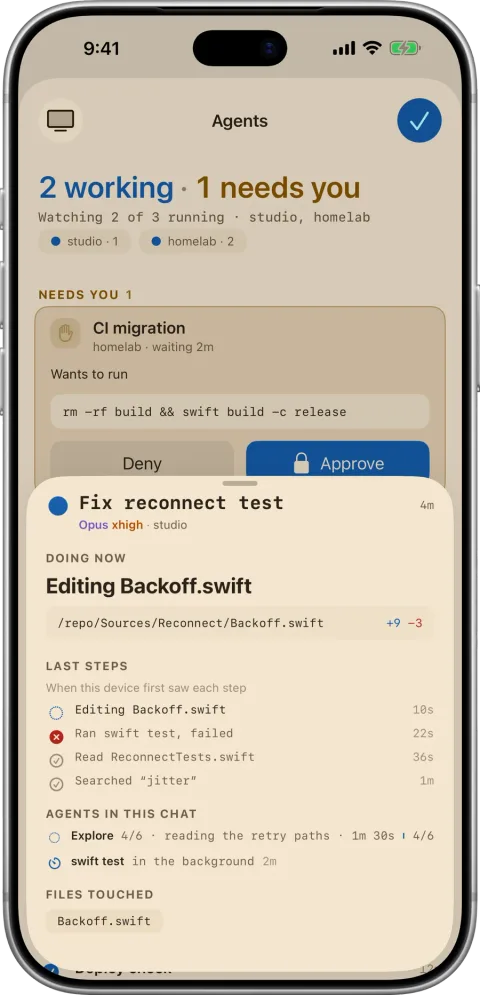 9:41
Agents
2 working · 1 needs you
Watching 2 of 3 running · studio, homelab
studio · 1 homelab · 2
NEEDS YOU 1
CI migration
homelab · waiting 2m
Wants to run
rm -rf build && swift build -c release
Deny Approve
Fix reconnect test 4m
Opus xhigh · studio
DOING NOW
Editing Backoff.swift
/repo/Sources/Reconnect/Backoff.swift +9 −3
LAST STEPS
When this device first saw each step
Editing Backoff.swift 10s
Ran swift test, failed 22s
Read ReconnectTests.swift 36s
Searched “jitter” 1m
AGENTS IN THIS CHAT
Explore 4/6 · reading the retry paths · 1m 30s 4/6
swift test in the background 2m
FILES TOUCHED
Backoff.swift
Deploy check